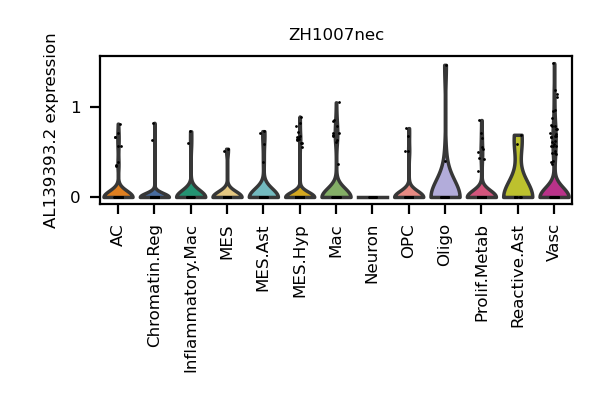 ZH1007nec
AL139393.2 expression
1
0
AC
Chromatin.Reg
Inflammatory.Mac
MES
MES.Ast
MES.Hyp
Mac
Neuron
OPC
Oligo
Prolif.Metab
Reactive.Ast
Vasc